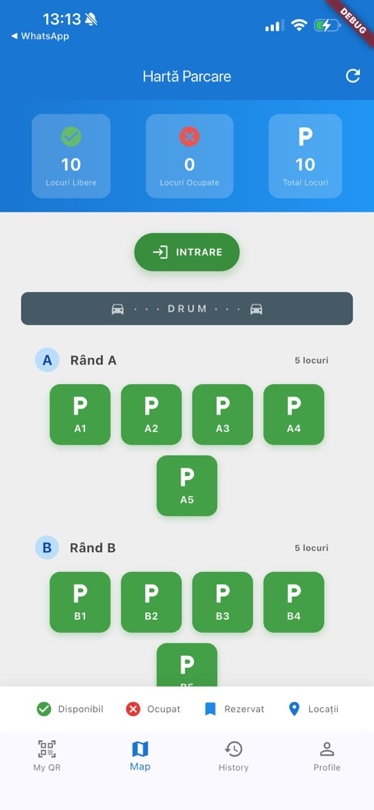 13:13
DEBUG
◀ WhatsApp
Hartă Parcare
10
Locuri Libere
0
Locuri Ocupate
P
10
Total Locuri
INTRARE
· · · DRUM · · ·
A Rând A 5 locuri
P P P P
A1 A2 A3 A4
P
A5
B Rând B 5 locuri
P P P P
B1 B2 B3 B4
P
B5
Disponibil Ocupat Rezervat Locații
My QR Map History Profile